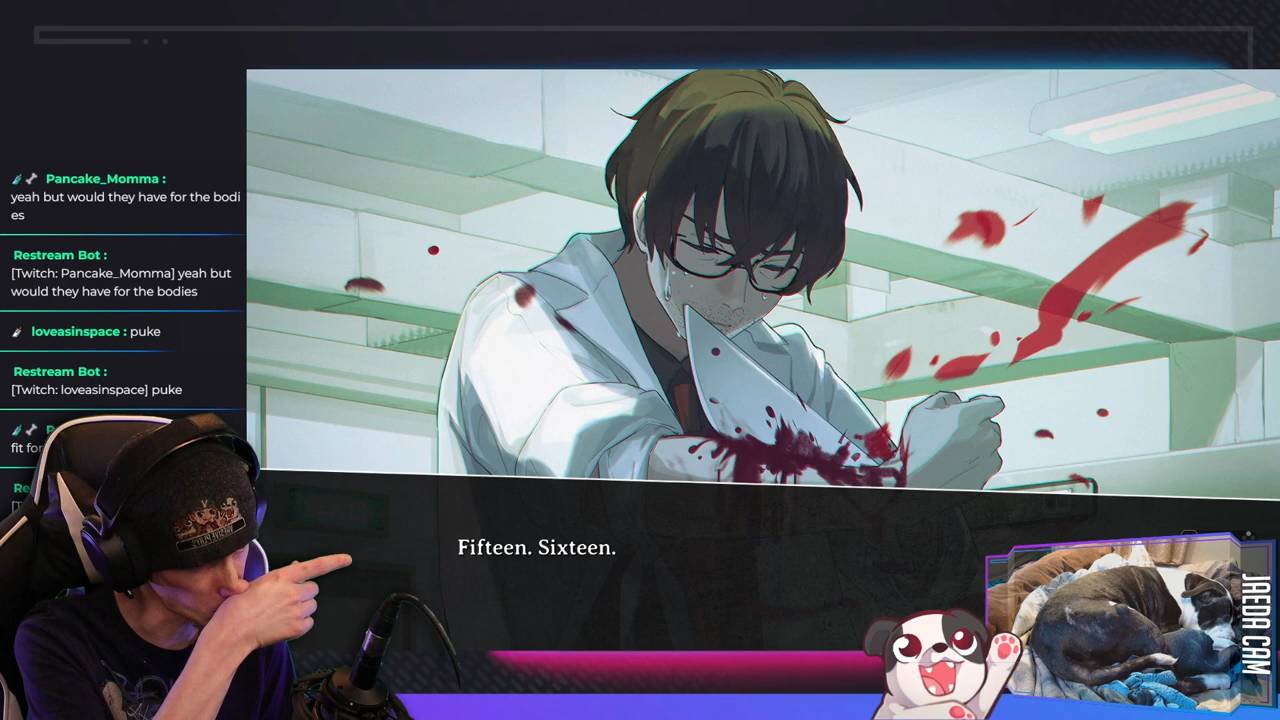 Pancake_Momma :
yeah but would they have for the bodi
es
Restream Bot :
[Twitch: Pancake_Momma] yeah but
would they have for the bodies
loveasinspace : puke
Restream Bot :
[Twitch: loveasinspace] puke
fit for
Re
Fifteen. Sixteen.
JAEDA CAM